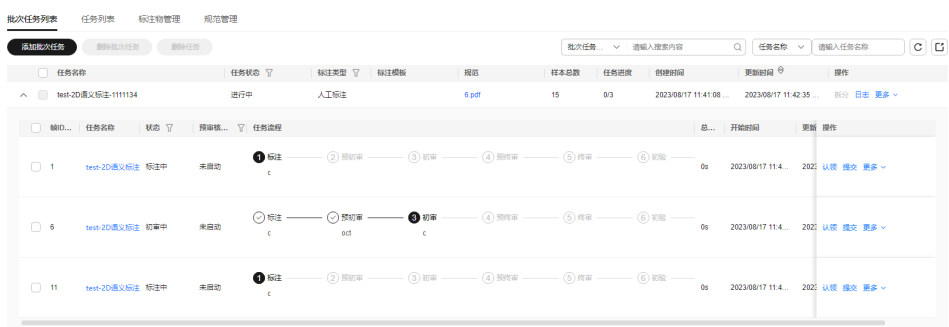 批次任务列表 任务列表 标注物管理 规范管理
添加批次任务 删除批次任务 删除任务 批次任务... 请输入搜索内容 任务名称 请输入任务名称
任务名称 任务状态 标注类型 标注模板 规范 样本总数 任务进度 创建时间 更新时间 操作
test-2D语义标注-1111134 进行中 人工标注 6.pdf 15 0/3 2023/08/17 11:41:08 ... 2023/08/17 11:42:35 ... 拆分 日志 更多
帧ID... 任务名称 状态 预审核... 任务流程 总... 开始时间 更新 操作
1 test-2D语义标注 标注中 未启动 1 标注 2 预初审 3 初审 4 预终审 5 终审 6 初验 0s 2023/08/17 11:4... 2023 认领 提交 更多
c
6 test-2D语义标注 初审中 未启动 标注 预初审 3 初审 4 预终审 5 终审 6 初验 0s 2023/08/17 11:4... 2023 认领 提交 更多
c oct c
11 test-2D语义标注 标注中 未启动 1 标注 2 预初审 3 初审 4 预终审 5 终审 6 初验 0s 2023/08/17 11:4... 2023 认领 提交 更多
c